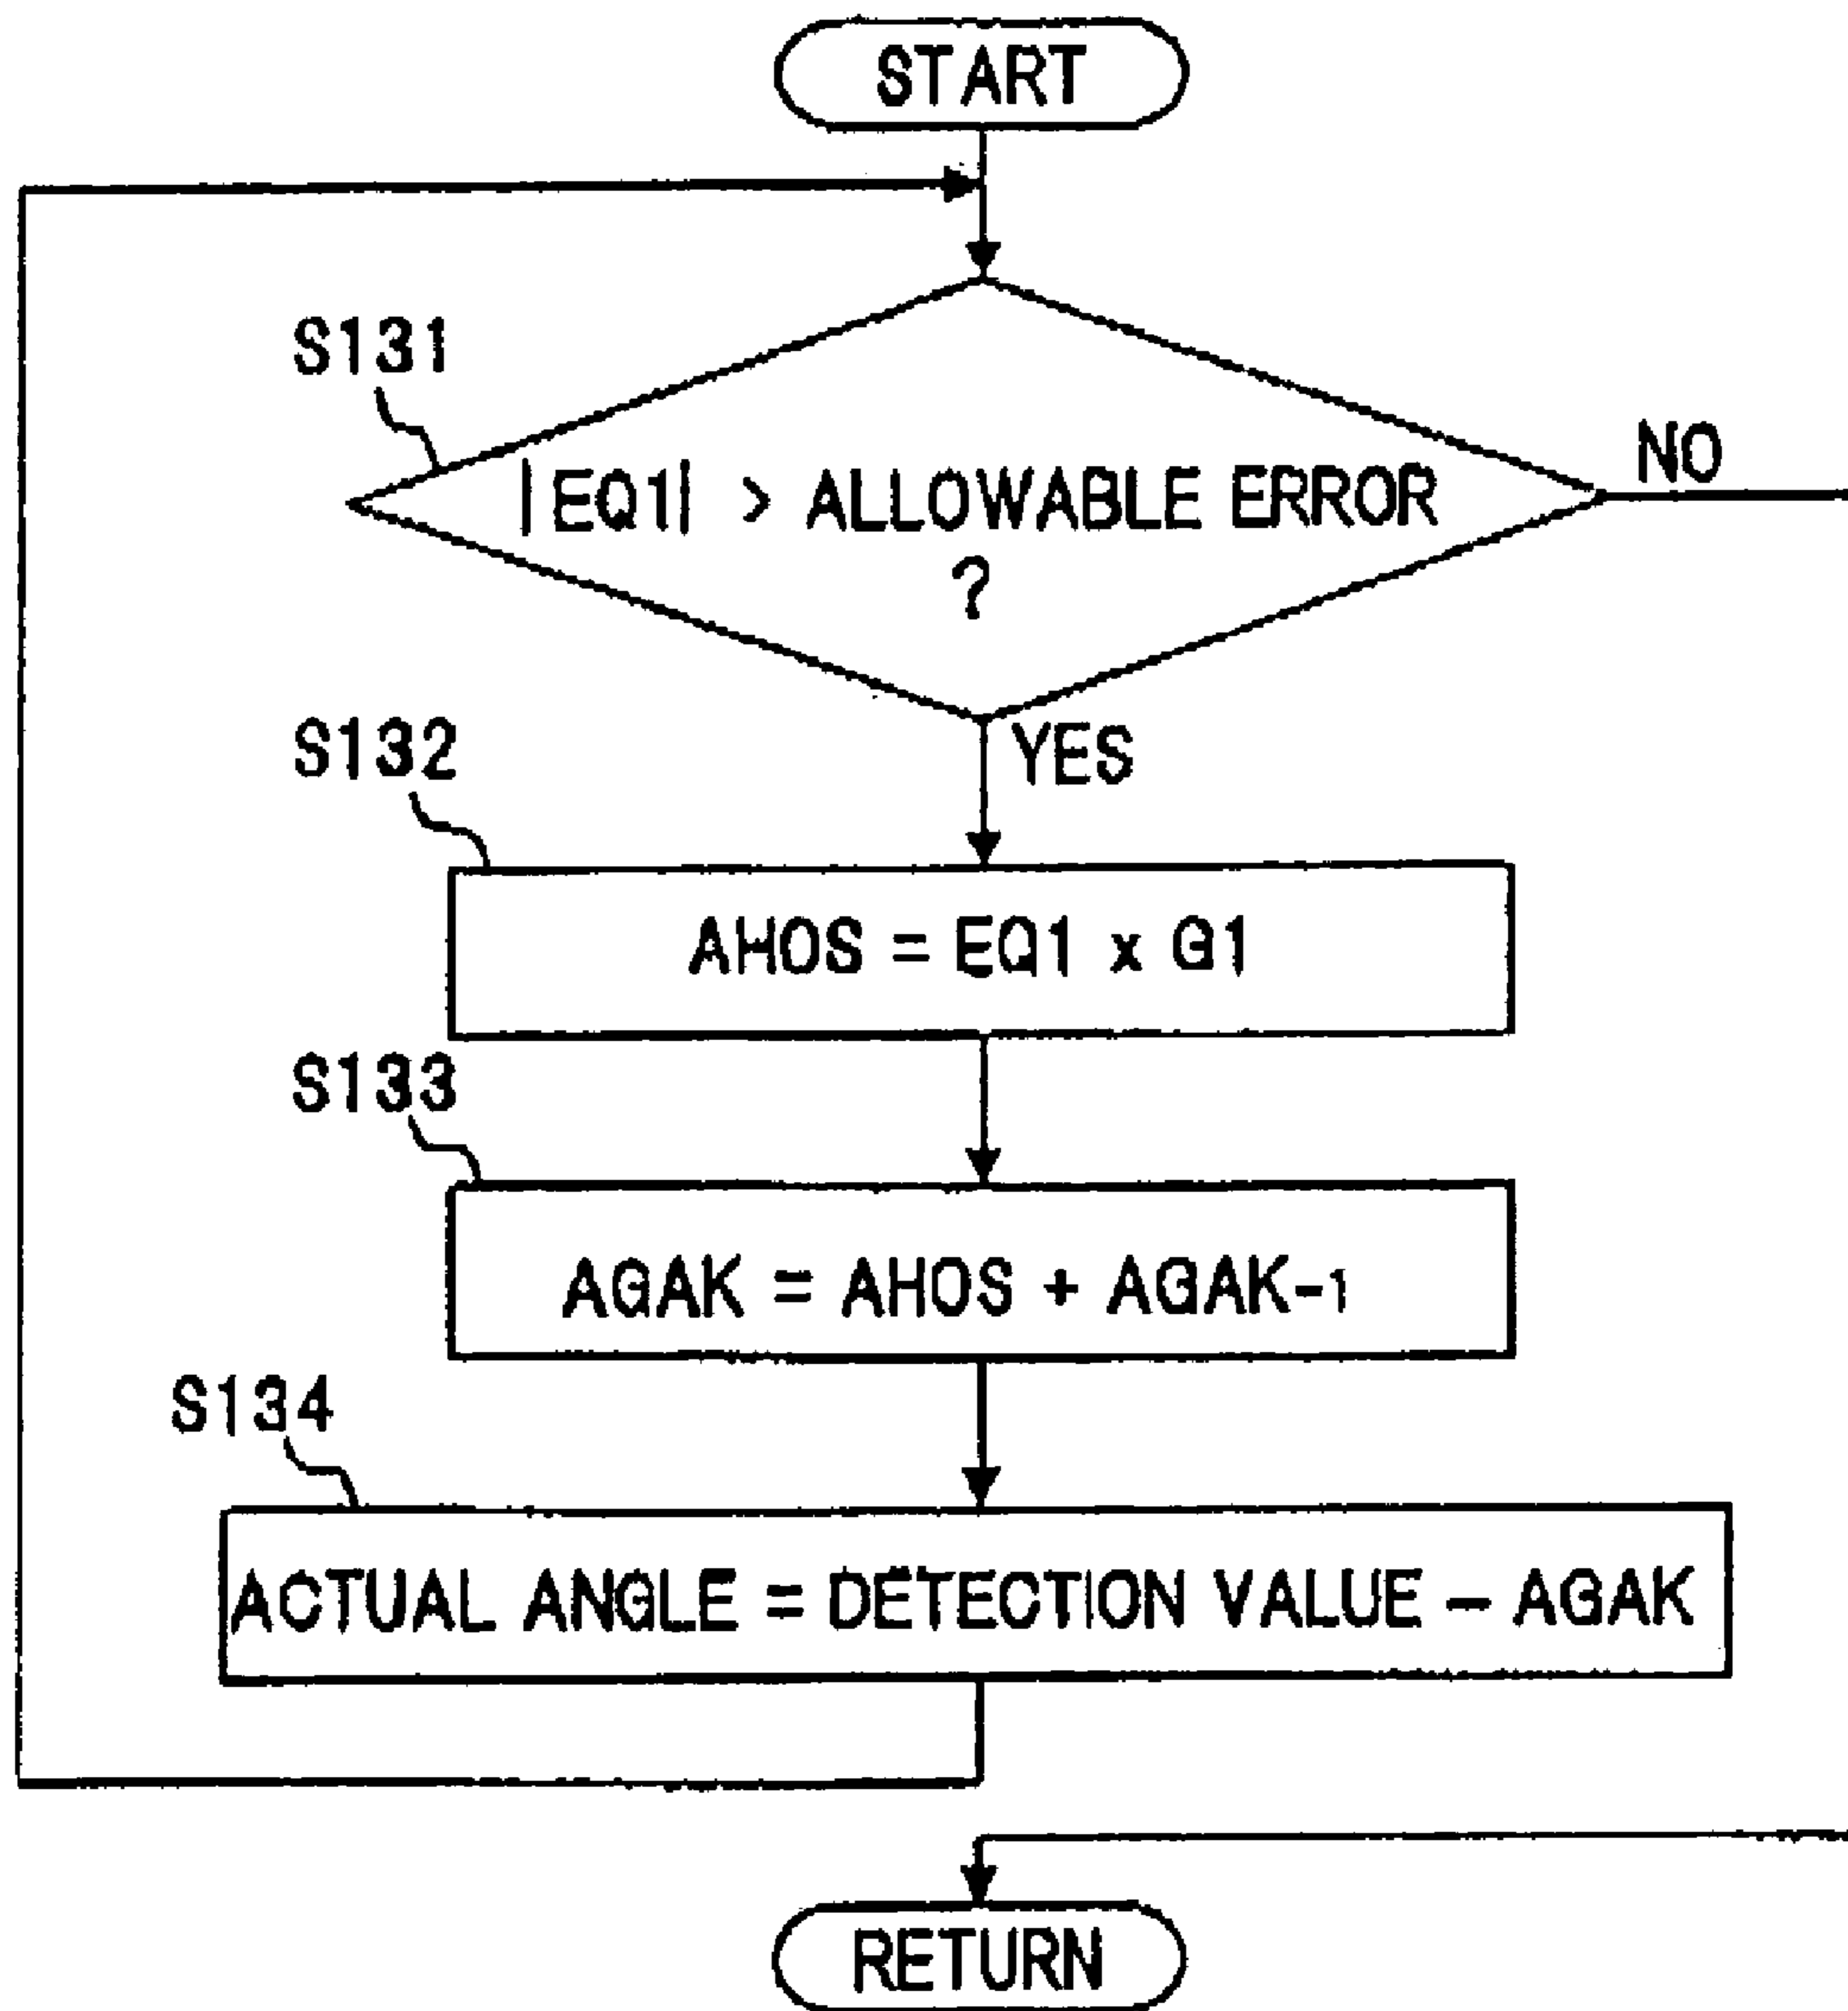 START
S131
|EQ1| > ALLOWABLE ERROR
?
NO
YES
S132
AHOS = EQ1 x G1
S133
AGAK = AHOS + AGAK-1
S134
ACTUAL ANGLE = DETECTION VALUE - AGAK
RETURN